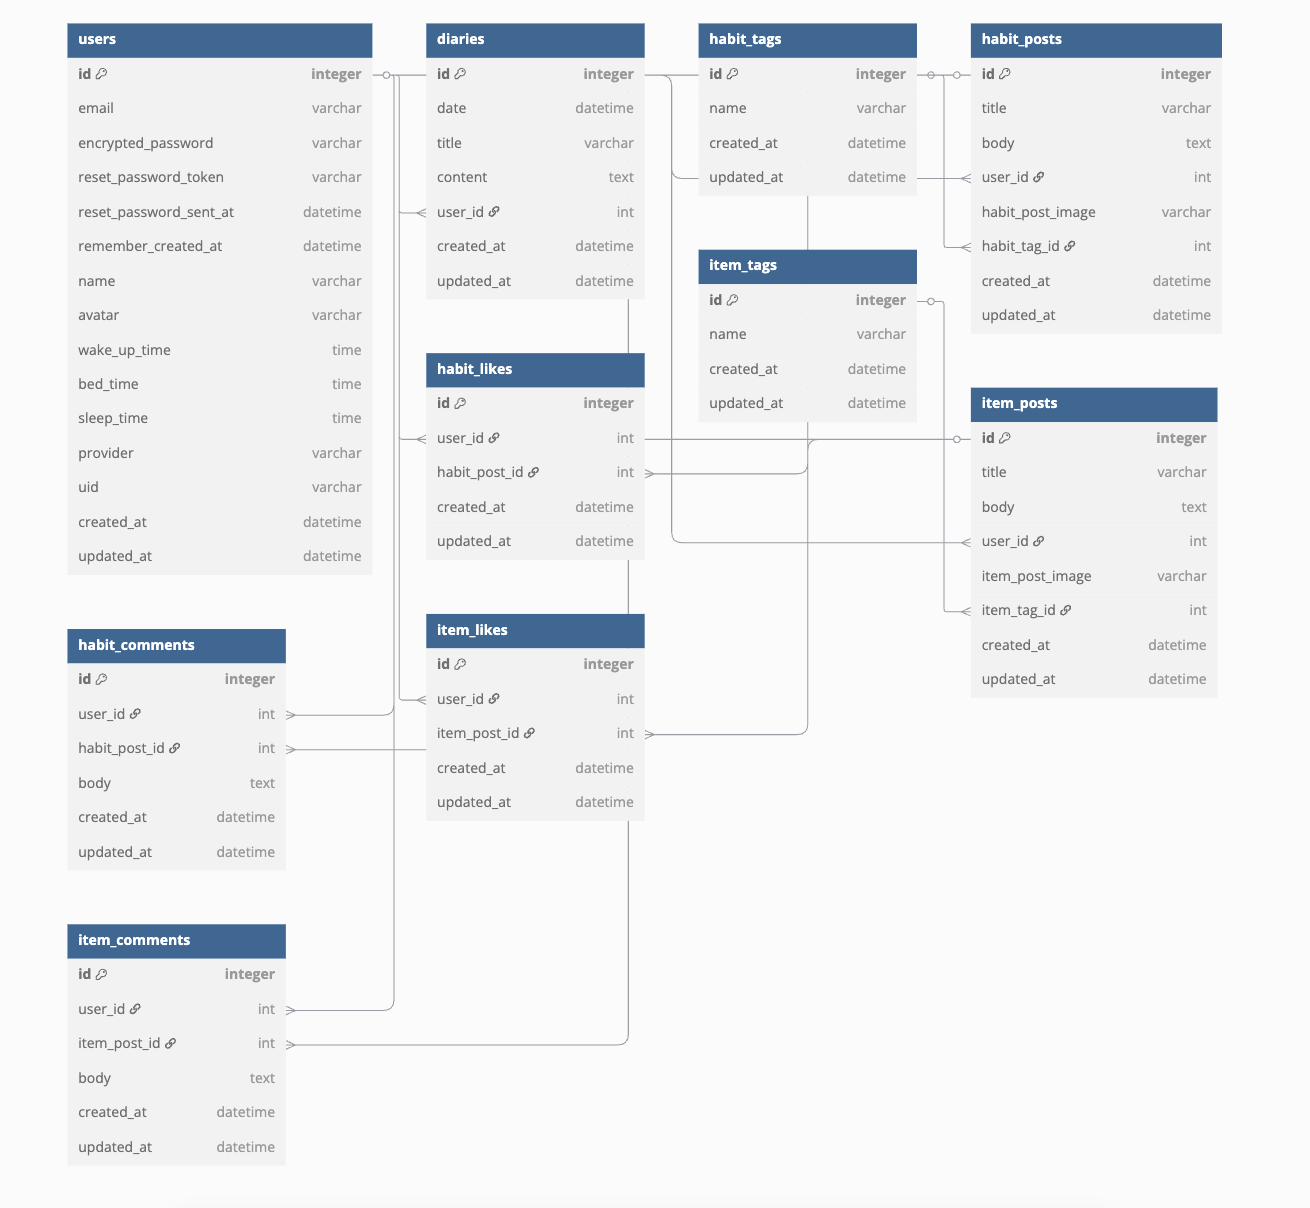 users
id integer
email varchar
encrypted_password varchar
reset_password_token varchar
reset_password_sent_at datetime
remember_created_at datetime
name varchar
avatar varchar
wake_up_time time
bed_time time
sleep_time time
provider varchar
uid varchar
created_at datetime
updated_at datetime
habit_comments
id integer
user_id int
habit_post_id int
body text
created_at datetime
updated_at datetime
item_comments
id integer
user_id int
item_post_id int
body text
created_at datetime
updated_at datetime
diaries
id integer
date datetime
title varchar
content text
user_id int
created_at datetime
updated_at datetime
habit_likes
id integer
user_id int
habit_post_id int
created_at datetime
updated_at datetime
item_likes
id integer
user_id int
item_post_id int
created_at datetime
updated_at datetime
habit_tags
id integer
name varchar
created_at datetime
updated_at datetime
item_tags
id integer
name varchar
created_at datetime
updated_at datetime
habit_posts
id integer
title varchar
body text
user_id int
habit_post_image varchar
habit_tag_id int
created_at datetime
updated_at datetime
item_posts
id integer
title varchar
body text
user_id int
item_post_image varchar
item_tag_id int
created_at datetime
updated_at datetime